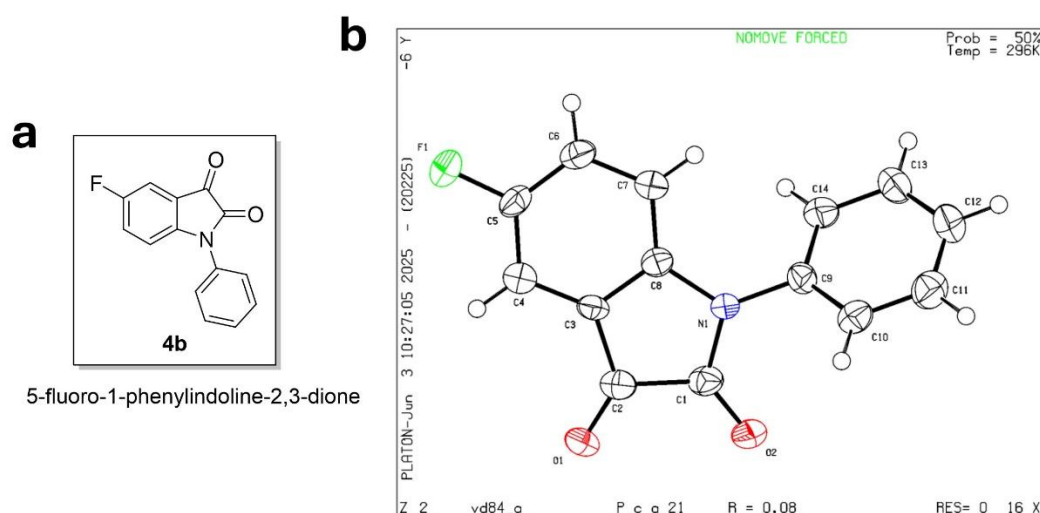 a
F
O
O
N
4b
5-fluoro-1-phenylindoline-2,3-dione
b
NOMOVE FORCED
Prob = 50%
Temp = 296K
PLATON-Jun 3 10:27:05 2025 - (20225)
-6 Y
F1
C6
C7
C5
C4
C3
C8
N1
C14
C13
C12
C9
C11
C10
C2
C1
O1
O2
Z 2
yd84_g
P c a 21
R = 0.08
RES= 0
16 X